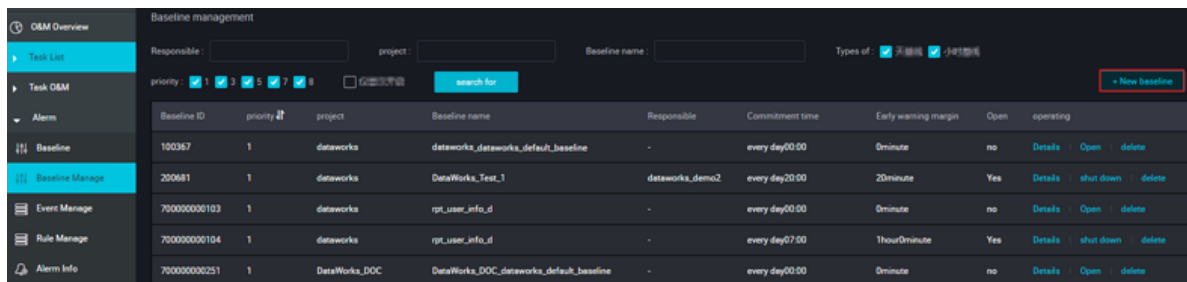 O&M Overview
Task List
Task O&M
Alerm
Baseline
Baseline Manage
Event Manage
Rule Manage
Alerm Info
Baseline management
Responsible :
project :
Baseline name :
Types of :
priority : 1 3 5 7 8
search for
+ New baseline
Baseline ID priority project Baseline name Responsible Commitment time Early warning margin Open operating
100367 1 dataworks dataworks_dataworks_default_baseline - every day00:00 0minute no Details Open delete
200681 1 dataworks DataWorks_Test_1 dataworks_demo2 every day20:00 20minute Yes Details shut down delete
700000000103 1 dataworks rpt_user_info_d - every day00:00 0minute no Details Open delete
700000000104 1 dataworks rpt_user_info_d - every day07:00 1hour0minute Yes Details shut down delete
700000000251 1 DataWorks_DOC DataWorks_DOC_dataworks_default_baseline - every day00:00 0minute no Details Open delete